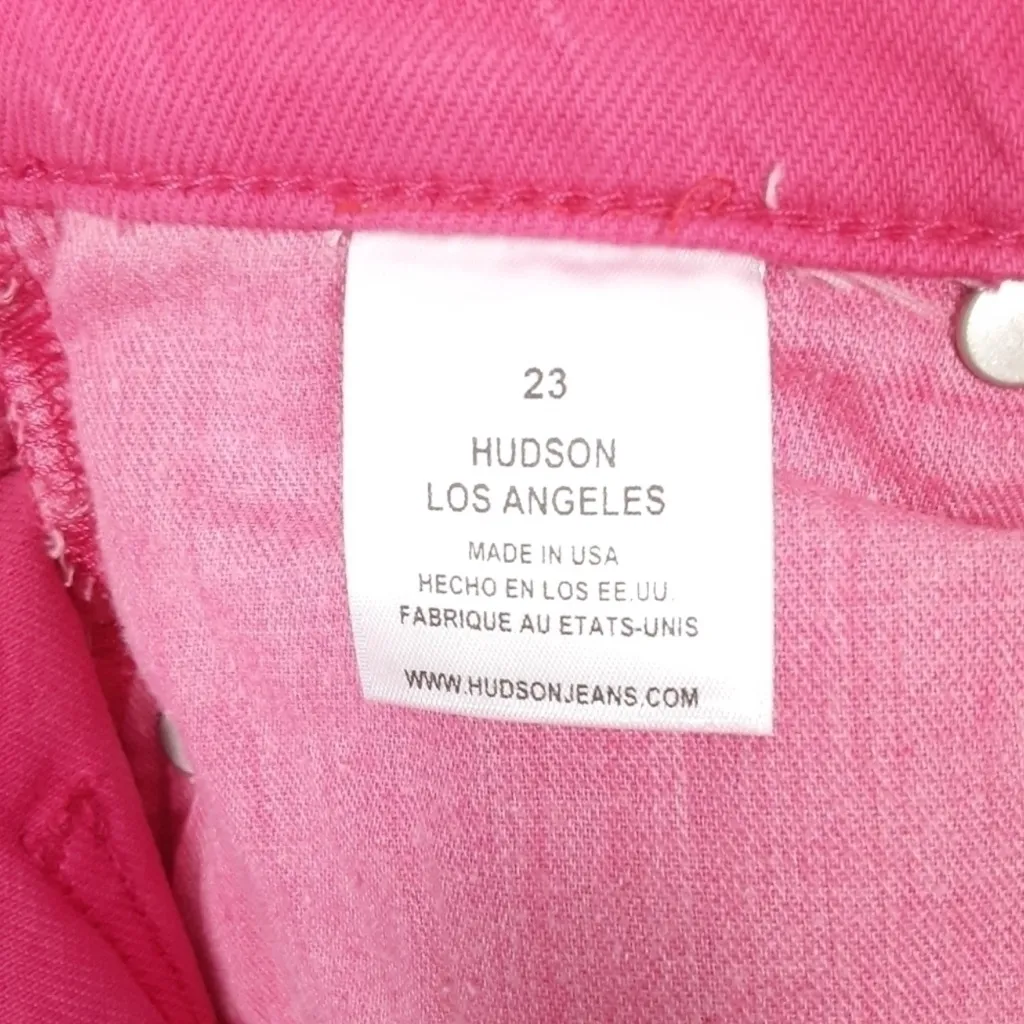 23
HUDSON
LOS ANGELES
MADE IN USA
HECHO EN LOS EE.UU.
FABRIQUE AU ETATS-UNIS
WWW.HUDSONJEANS.COM